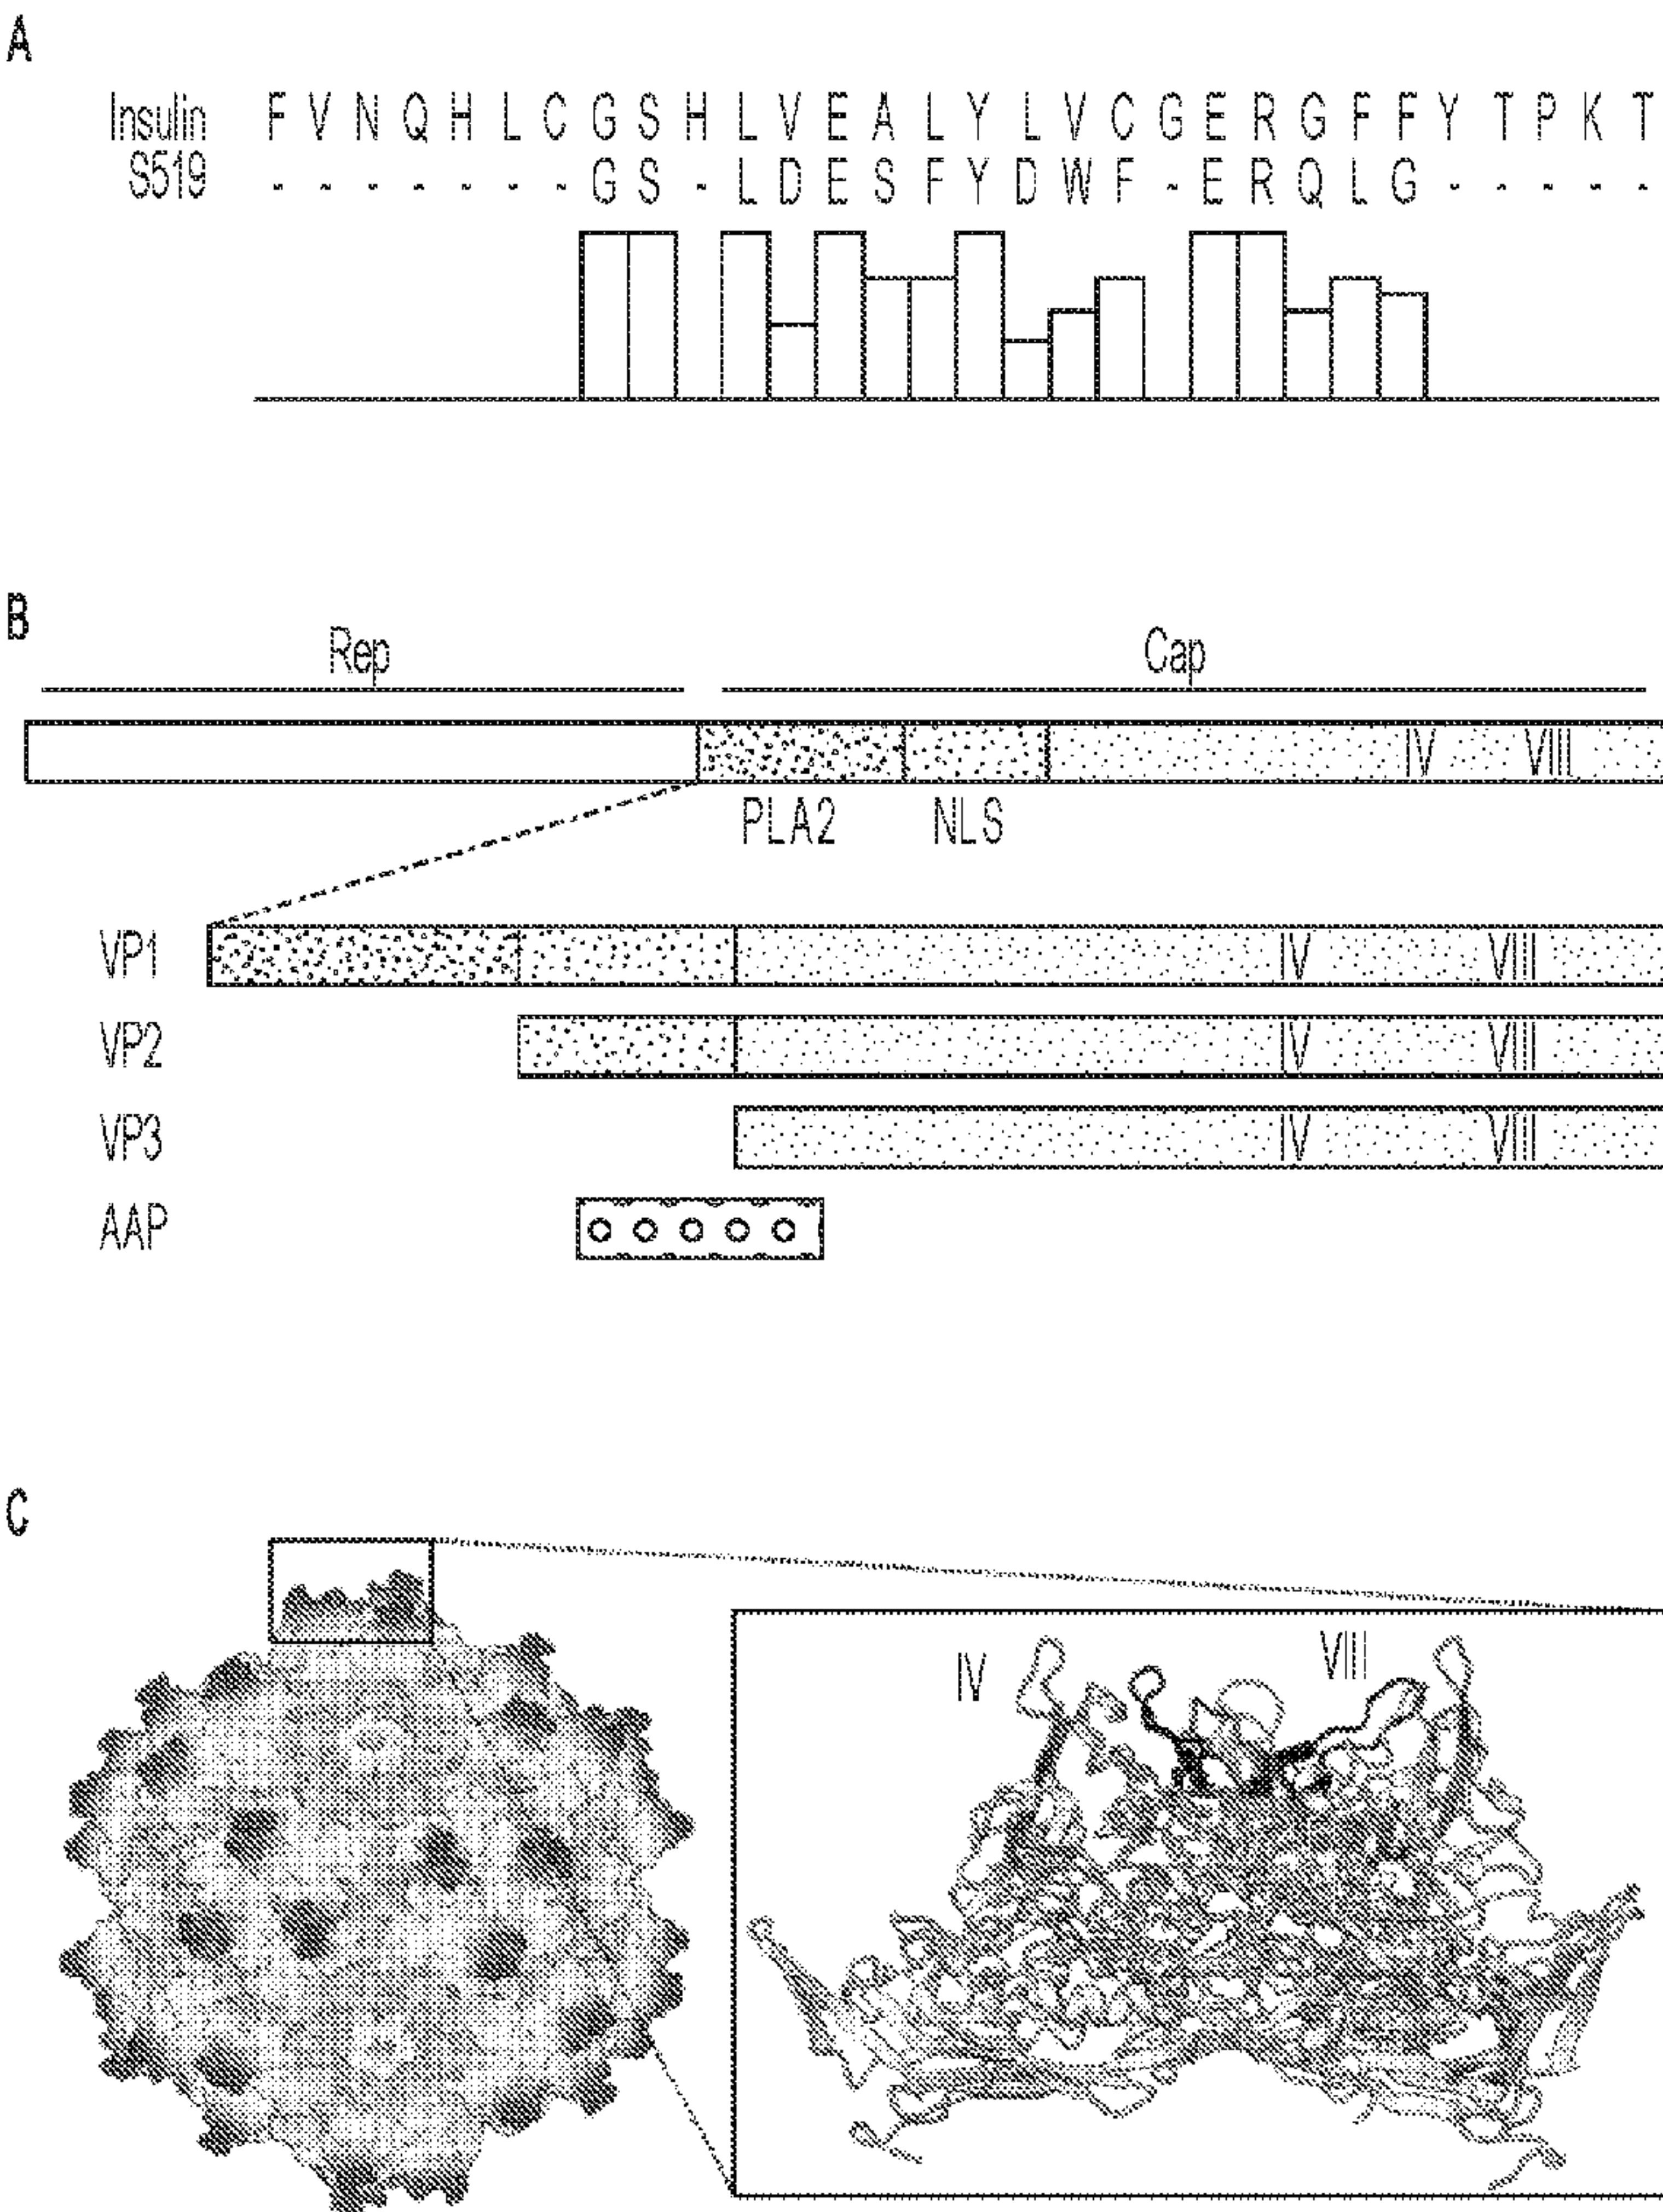 A
Insulin F V N Q H L C G S H L V E A L Y L V C G E R G F F Y T P K T
S519 - - - - - - - G S - L D E S F Y D W F - E R Q L G - - - - -
B
Rep Cap
IV VIII
PLA2 NLS
VP1 IV VIII
VP2 IV VIII
VP3 IV VIII
AAP
C
IV VIII